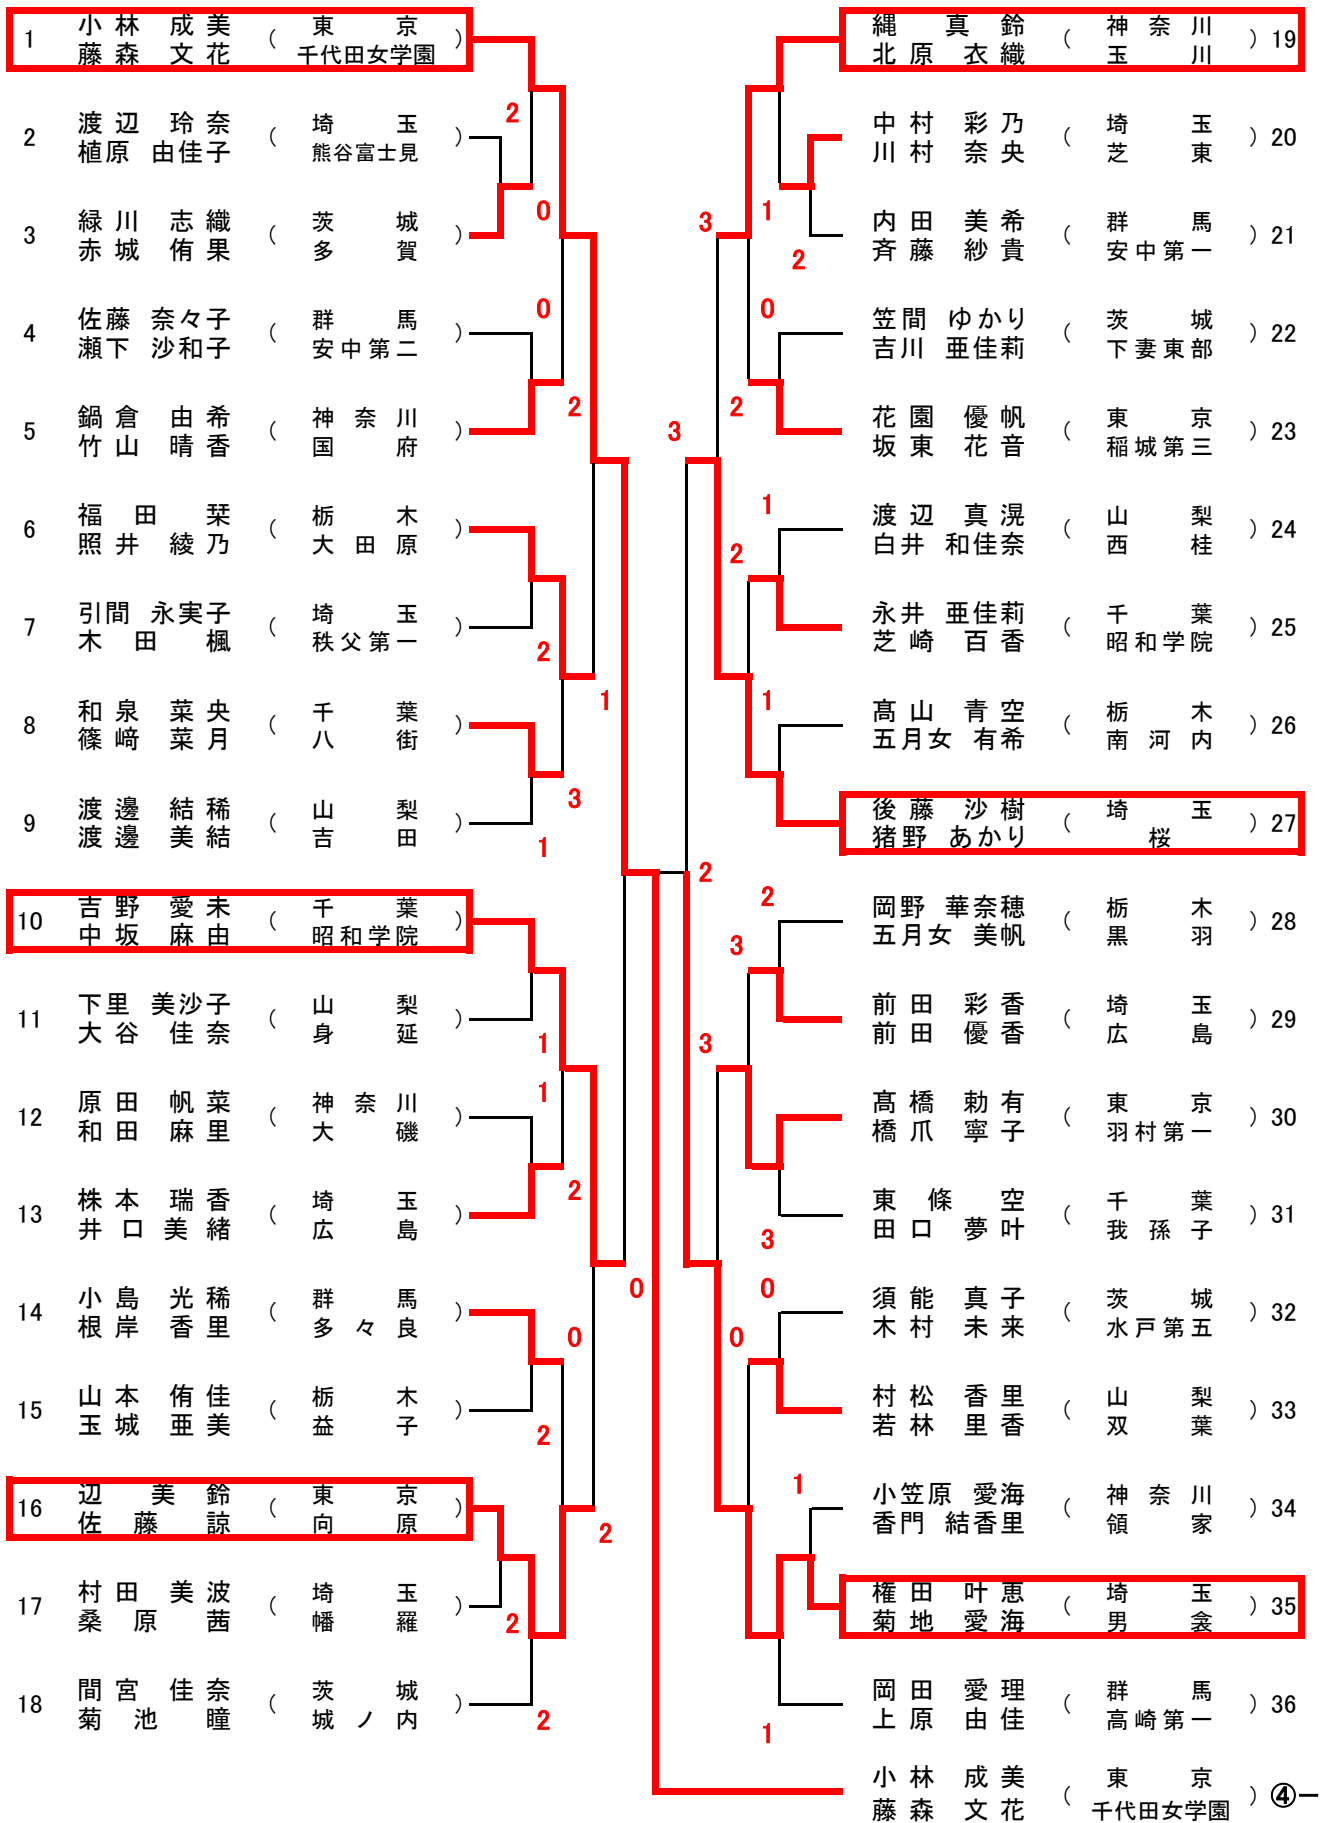 1 小林 成美 （ 東京 ）
藤森 文花 千代田女学園
2 渡辺 玲奈 （ 埼玉 ）
植原 由佳子 熊谷富士見
3 緑川 志織 （ 茨城 ）
赤城 侑果 多賀
4 佐藤 奈々子 （ 群馬 ）
瀬下 沙和子 安中第二
5 鍋倉 由希 （ 神奈川 ）
竹山 晴香 国府
6 福田 栞 （ 栃木 ）
照井 綾乃 大田原
7 引間 永実子 （ 埼玉 ）
木田 楓 秩父第一
8 和泉 菜央 （ 千葉 ）
篠﨑 菜月 八街
9 渡邊 結稀 （ 山梨 ）
渡邊 美結 吉田
10 吉野 愛未 （ 千葉 ）
中坂 麻由 昭和学院
11 下里 美沙子 （ 山梨 ）
大谷 佳奈 身延
12 原田 帆菜 （ 神奈川 ）
和田 麻里 大磯
13 株本 瑞香 （ 埼玉 ）
井口 美緒 広島
14 小島 光稀 （ 群馬 ）
根岸 香里 多々良
15 山本 侑佳 （ 栃木 ）
玉城 亜美 益子
16 辺 美鈴 （ 東京 ）
佐藤 諒 向原
17 村田 美波 （ 埼玉 ）
桑原 茜 幡羅
18 間宮 佳奈 （ 茨城 ）
菊池 瞳 城ノ内
2
0
0
2
2
1
3
1
1
1
2
0
0
2
2
2
2
3
1
2
0
2
3
1
2
1
2
2
3
3
3
0
0
1
1
縄 真鈴 （ 神奈川 ） 19
北原 衣織 玉川
中村 彩乃 （ 埼玉 ） 20
川村 奈央 芝東
内田 美希 （ 群馬 ） 21
斉藤 紗貴 安中第一
笠間 ゆかり （ 茨城 ） 22
吉川 亜佳莉 下妻東部
花園 優帆 （ 東京 ） 23
坂東 花音 稲城第三
渡辺 真滉 （ 山梨 ） 24
白井 和佳奈 西桂
永井 亜佳莉 （ 千葉 ） 25
芝崎 百香 昭和学院
髙山 青空 （ 栃木 ） 26
五月女 有希 南河内
後藤 沙樹 （ 埼玉 ） 27
猪野 あかり 桜
岡野 華奈穂 （ 栃木 ） 28
五月女 美帆 黒羽
前田 彩香 （ 埼玉 ） 29
前田 優香 広島
髙橋 勅有 （ 東京 ） 30
橋爪 寧子 羽村第一
東條 空 （ 千葉 ） 31
田口 夢叶 我孫子
須能 真子 （ 茨城 ） 32
木村 未来 水戸第五
村松 香里 （ 山梨 ） 33
若林 里香 双葉
小笠原 愛海 （ 神奈川 ） 34
香門 結香里 領家
権田 叶恵 （ 埼玉 ） 35
菊地 愛海 男衾
岡田 愛理 （ 群馬 ） 36
上原 由佳 高崎第一
小林 成美 （ 東京 ） ④ー
藤森 文花 千代田女学園